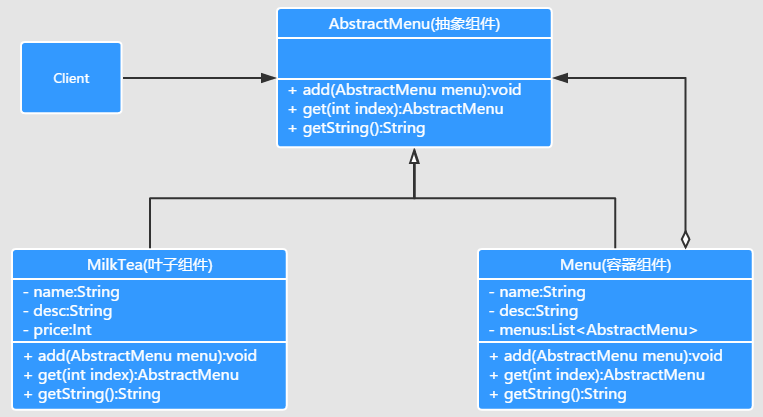 AbstractMenu(抽象组件)
Client
+ add(AbstractMenu menu):void
+ get(int index):AbstractMenu
+ getString():String
MilkTea(叶子组件)
- name:String
- desc:String
- price:Int
+ add(AbstractMenu menu):void
+ get(int index):AbstractMenu
+ getString():String
Menu(容器组件)
- name:String
- desc:String
- menus:List<AbstractMenu>
+ add(AbstractMenu menu):void
+ get(int index):AbstractMenu
+ getString():String